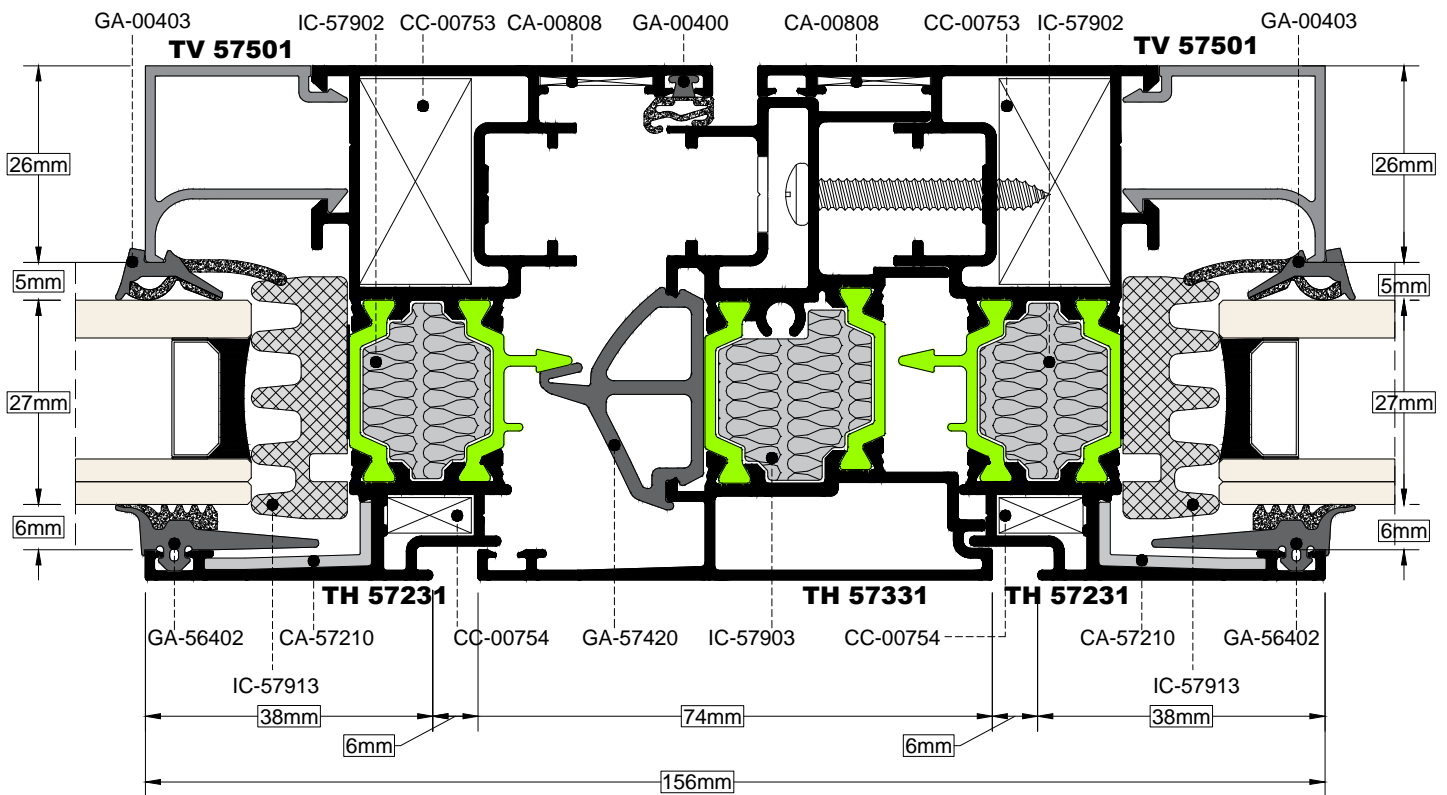 GA-00403 IC-57902 CC-00753 CA-00808 GA-00400 CA-00808 CC-00753 IC-57902 GA-00403
TV 57501 TV 57501
26mm 26mm
5mm 5mm
27mm 27mm
6mm 6mm
TH 57231 TH 57331 TH 57231
GA-56402 CA-57210 CC-00754 GA-57420 IC-57903 CC-00754 CA-57210 GA-56402
IC-57913 IC-57913
38mm 74mm 38mm
6mm 6mm
156mm